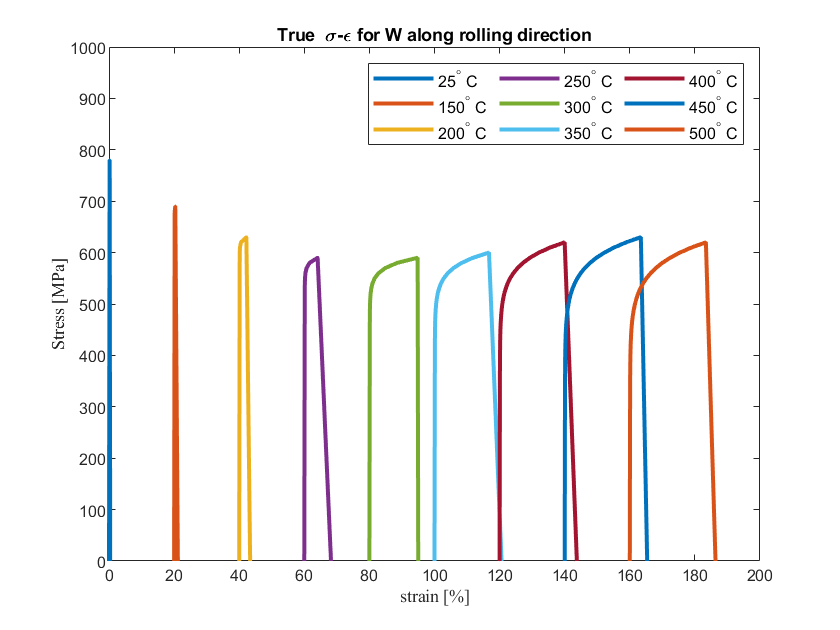 True σ-ϵ for W along rolling direction
1000
900
800
700
600
500
400
300
200
100
0
Stress [MPa]
25° C
150° C
200° C
250° C
300° C
350° C
400° C
450° C
500° C
0 20 40 60 80 100 120 140 160 180 200
strain [%]